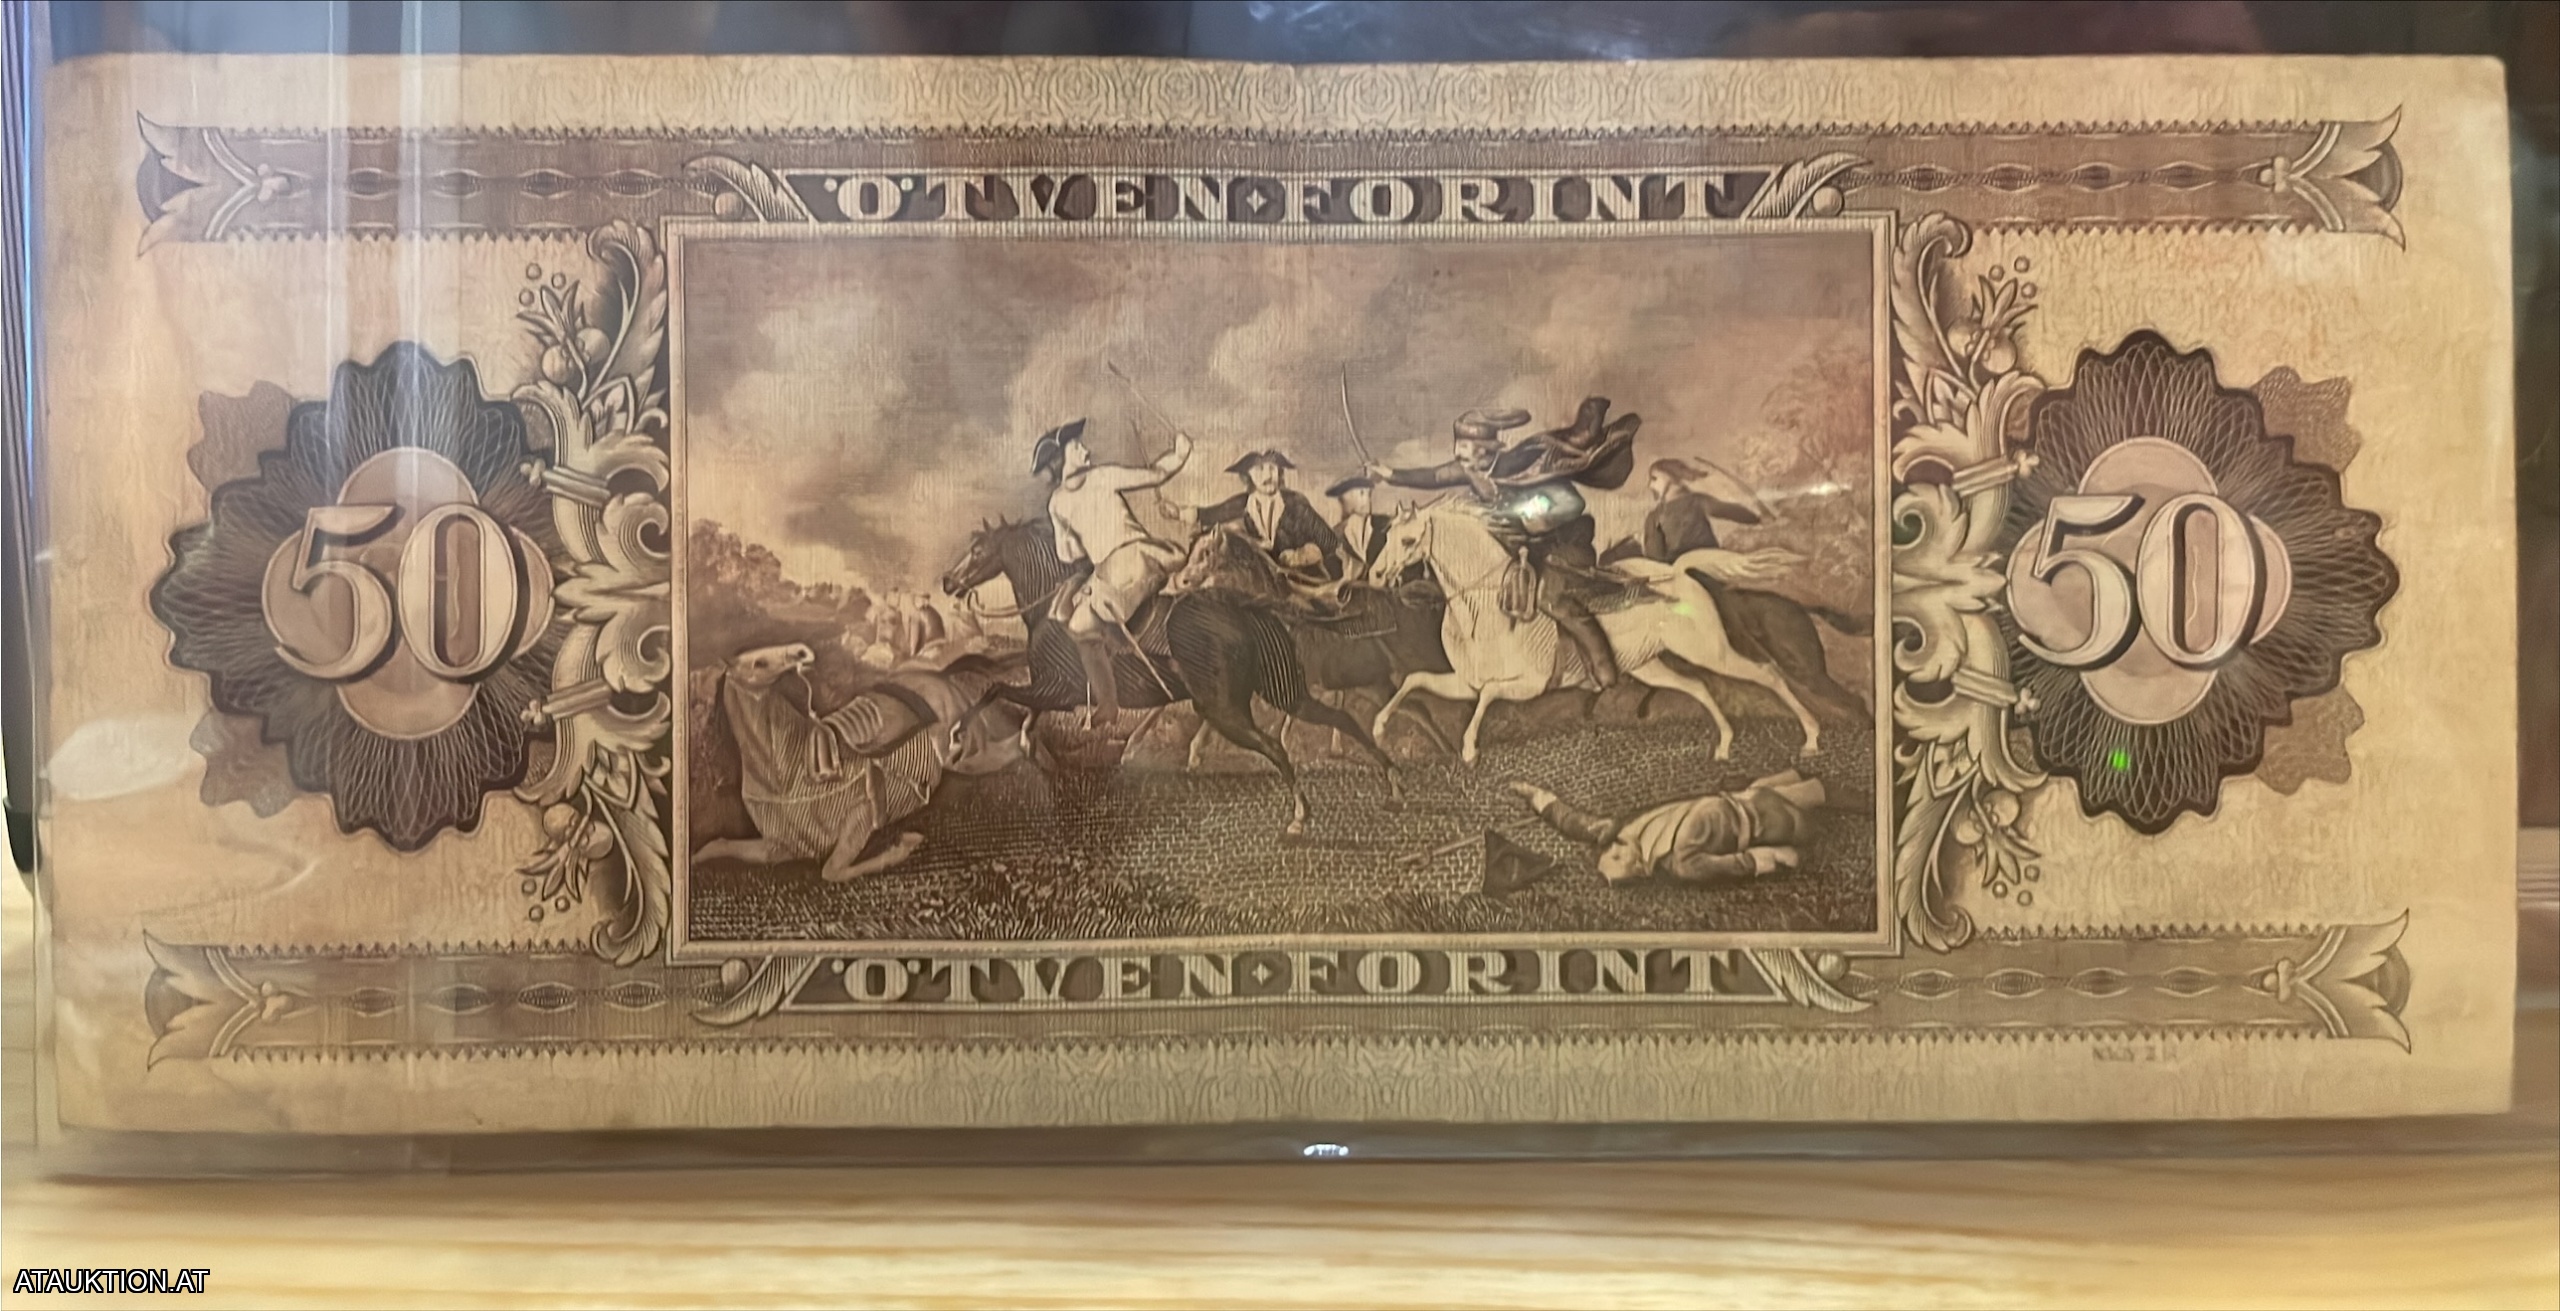 ÖTVEN FORINT
50
50
ÖTVEN FORINT
ATAUKTION.AT